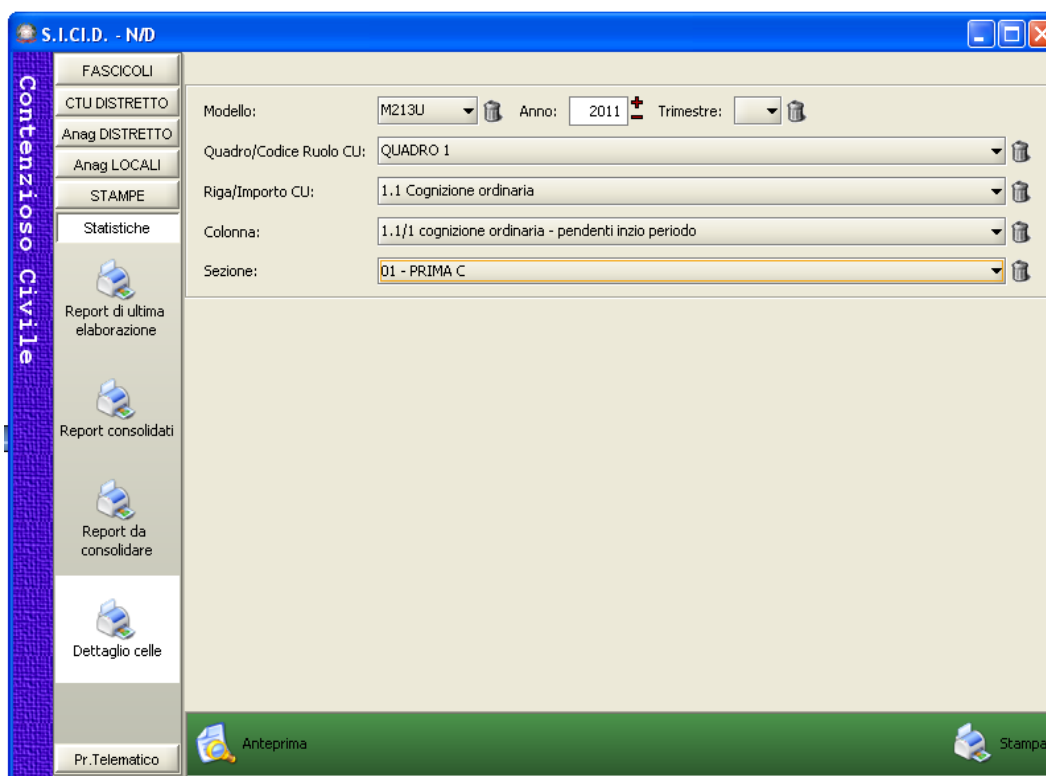 S.I.CI.D. - N/D
Contenzioso Civile
FASCICOLI
CTU DISTRETTO
Anag DISTRETTO
Anag LOCALI
STAMPE
Statistiche
Report di ultima
elaborazione
Report consolidati
Report da
consolidare
Dettaglio celle
Pr.Telematico
Modello: M213U Anno: 2011 Trimestre:
Quadro/Codice Ruolo CU: QUADRO 1
Riga/Importo CU: 1.1 Cognizione ordinaria
Colonna: 1.1/1 cognizione ordinaria - pendenti inzio periodo
Sezione: 01 - PRIMA C
Anteprima
Stampa